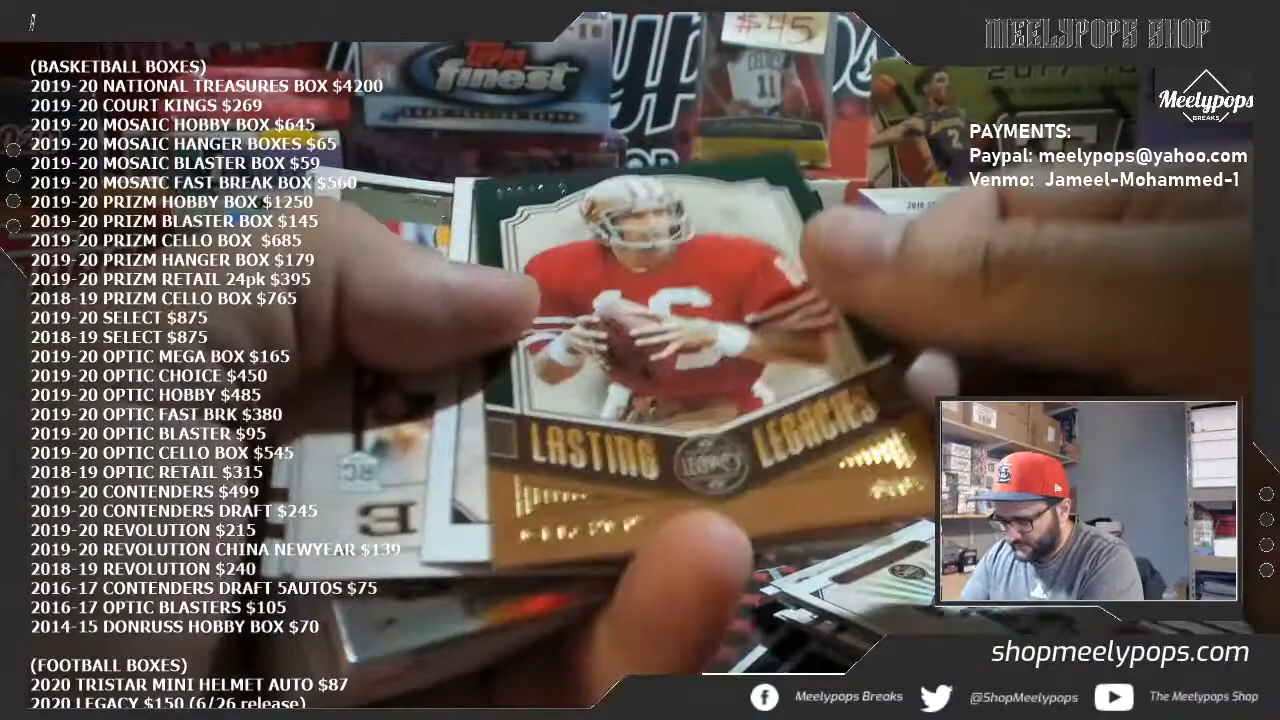 (BASKETBALL BOXES)
2019-20 NATIONAL TREASURES BOX $4200
2019-20 COURT KINGS $269
2019-20 MOSAIC HOBBY BOX $645
2019-20 MOSAIC HANGER BOXES $65
2019-20 MOSAIC BLASTER BOX $59
2019-20 MOSAIC FAST BREAK BOX $560
2019-20 PRIZM HOBBY BOX $1250
2019-20 PRIZM BLASTER BOX $145
2019-20 PRIZM CELLO BOX $685
2019-20 PRIZM HANGER BOX $179
2019-20 PRIZM RETAIL 24pk $395
2018-19 PRIZM CELLO BOX $765
2019-20 SELECT $875
2018-19 SELECT $875
2019-20 OPTIC MEGA BOX $165
2019-20 OPTIC CHOICE $450
2019-20 OPTIC HOBBY $485
2019-20 OPTIC FAST BRK $380
2019-20 OPTIC BLASTER $95
2019-20 OPTIC CELLO BOX $545
2018-19 OPTIC RETAIL $315
2019-20 CONTENDERS $499
2019-20 CONTENDERS DRAFT $245
2019-20 REVOLUTION $215
2019-20 REVOLUTION CHINA NEWYEAR $139
2018-19 REVOLUTION $240
2016-17 CONTENDERS DRAFT 5AUTOS $75
2016-17 OPTIC BLASTERS $105
2014-15 DONRUSS HOBBY BOX $70
(FOOTBALL BOXES)
2020 TRISTAR MINI HELMET AUTO $87
2020 LEGACY $150 (6/26 release)
MEELYPOPS SHOP
Meelypops
BREAKS
PAYMENTS:
Paypal: meelypops@yahoo.com
Venmo: Jameel-Mohammed-1
$45
TOPPS
finest
CELTICS
11
2
2017-18
16
LASTING LEGACIES
LEGACY
RC
shopmeelypops.com
Meelypops Breaks
@ShopMeelypops
The Meelypops Shop